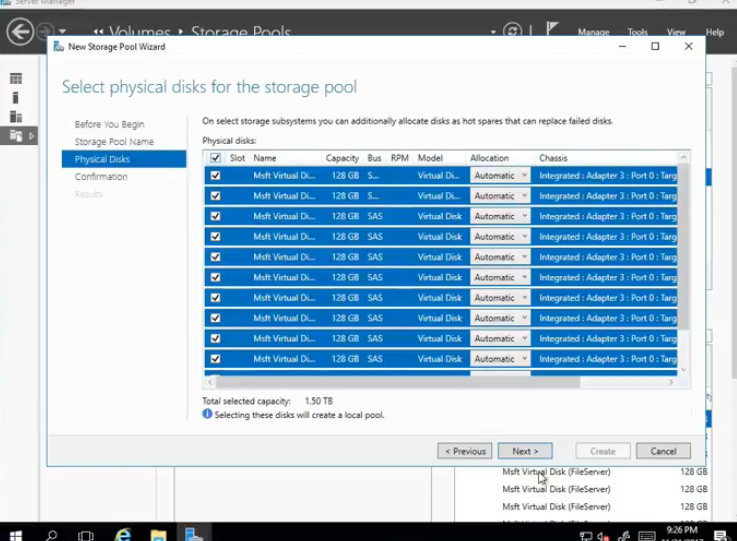 Server Manager
Volumes ▸ Storage Pools
Manage Tools View Help
New Storage Pool Wizard
Select physical disks for the storage pool
Before You Begin
Storage Pool Name
Physical Disks
Confirmation
Results
On select storage subsystems you can additionally allocate disks as hot spares that can replace failed disks.
Physical disks:
Slot Name Capacity Bus RPM Model Allocation Chassis
Msft Virtual Di... 128 GB S... Virtual Di... Automatic Integrated : Adapter 3 : Port 0 : Targ
Msft Virtual Di... 128 GB S... Virtual Di... Automatic Integrated : Adapter 3 : Port 0 : Targ
Msft Virtual Di... 128 GB SAS Virtual Disk Automatic Integrated : Adapter 3 : Port 0 : Targ
Msft Virtual Di... 128 GB SAS Virtual Disk Automatic Integrated : Adapter 3 : Port 0 : Targ
Msft Virtual Di... 128 GB SAS Virtual Disk Automatic Integrated : Adapter 3 : Port 0 : Targ
Msft Virtual Di... 128 GB SAS Virtual Disk Automatic Integrated : Adapter 3 : Port 0 : Targ
Msft Virtual Di... 128 GB SAS Virtual Disk Automatic Integrated : Adapter 3 : Port 0 : Targ
Msft Virtual Di... 128 GB SAS Virtual Disk Automatic Integrated : Adapter 3 : Port 0 : Targ
Msft Virtual Di... 128 GB SAS Virtual Disk Automatic Integrated : Adapter 3 : Port 0 : Targ
Msft Virtual Di... 128 GB SAS Virtual Disk Automatic Integrated : Adapter 3 : Port 0 : Targ
Total selected capacity: 1.50 TB
Selecting these disks will create a local pool.
< Previous Next > Create Cancel
Msft Virtual Disk (FileServer) 128 GB
Msft Virtual Disk (FileServer) 128 GB
Msft Virtual Disk (FileServer) 128 GB
9:26 PM